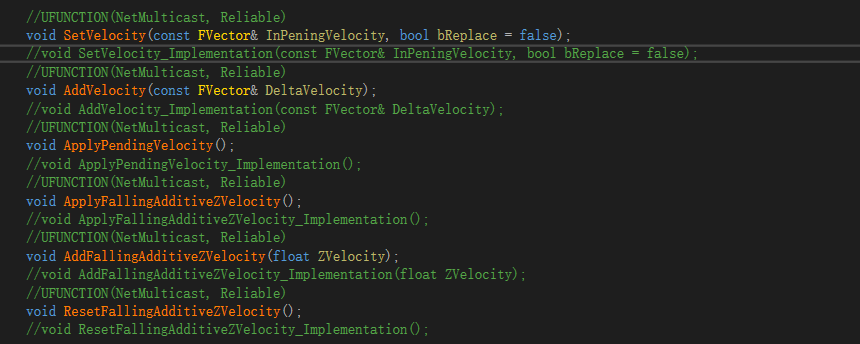 //UFUNCTION(NetMulticast, Reliable)
void SetVelocity(const FVector& InPeningVelocity, bool bReplace = false);
//void SetVelocity_Implementation(const FVector& InPeningVelocity, bool bReplace = false);
//UFUNCTION(NetMulticast, Reliable)
void AddVelocity(const FVector& DeltaVelocity);
//void AddVelocity_Implementation(const FVector& DeltaVelocity);
//UFUNCTION(NetMulticast, Reliable)
void ApplyPendingVelocity();
//void ApplyPendingVelocity_Implementation();
//UFUNCTION(NetMulticast, Reliable)
void ApplyFallingAdditiveZVelocity();
//void ApplyFallingAdditiveZVelocity_Implementation();
//UFUNCTION(NetMulticast, Reliable)
void AddFallingAdditiveZVelocity(float ZVelocity);
//void AddFallingAdditiveZVelocity_Implementation(float ZVelocity);
//UFUNCTION(NetMulticast, Reliable)
void ResetFallingAdditiveZVelocity();
//void ResetFallingAdditiveZVelocity_Implementation();